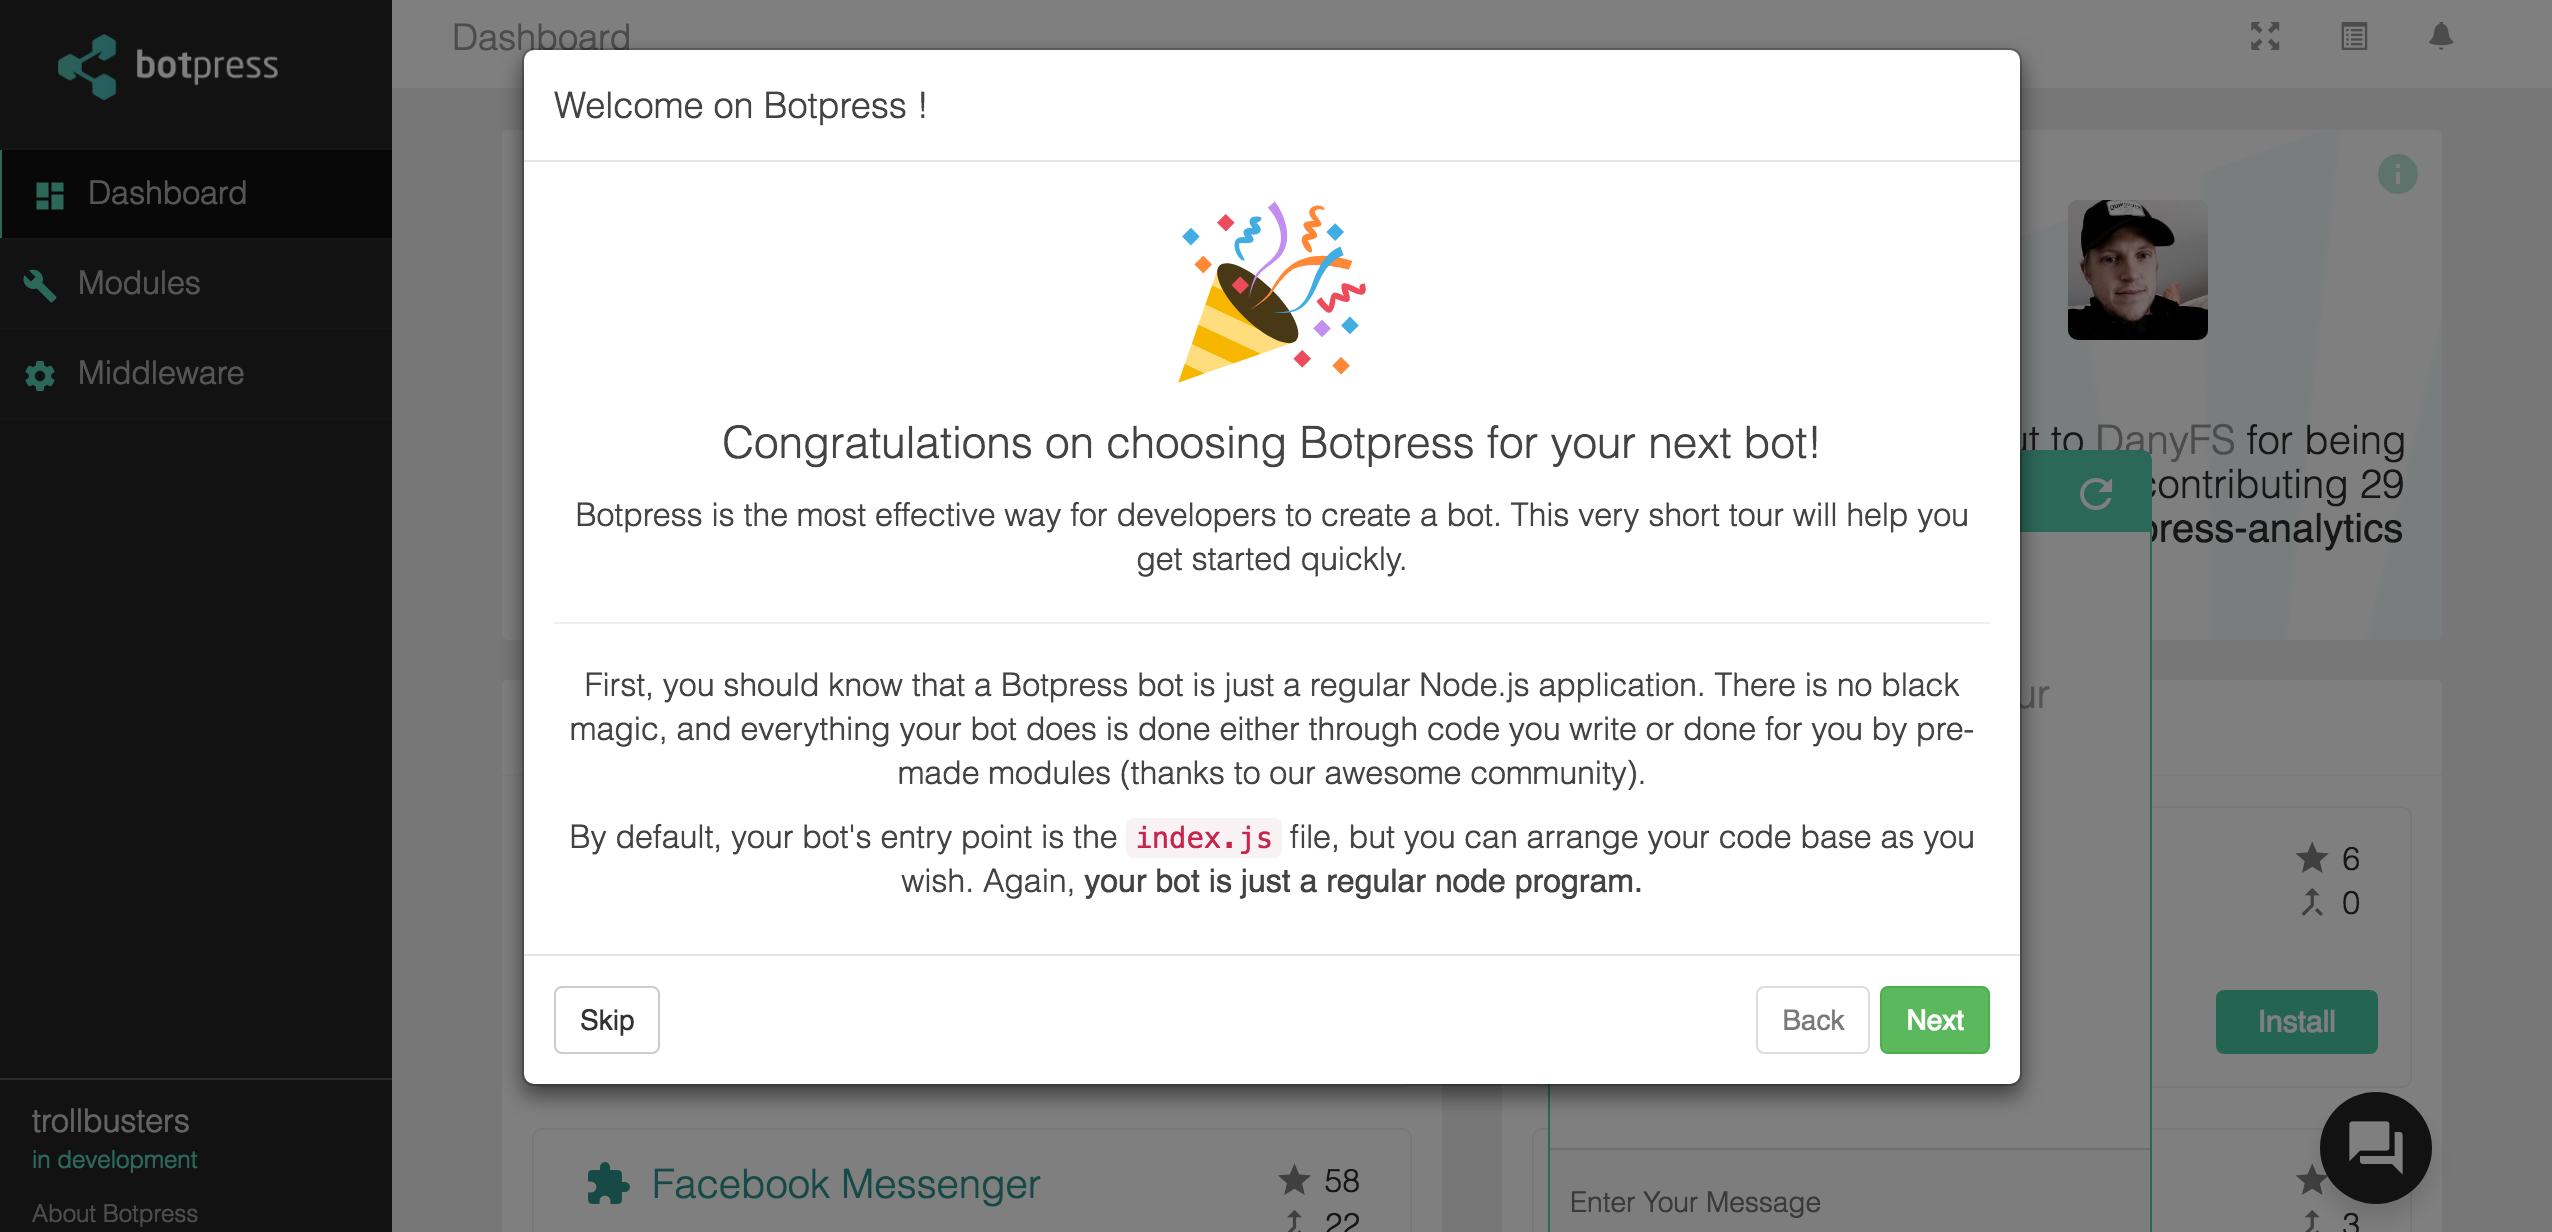 botpress
Dashboard
Modules
Middleware
trollbusters
in development
About Botpress
Dashboard
Welcome on Botpress !
Congratulations on choosing Botpress for your next bot!
Botpress is the most effective way for developers to create a bot. This very short tour will help you
get started quickly.
First, you should know that a Botpress bot is just a regular Node.js application. There is no black
magic, and everything your bot does is done either through code you write or done for you by pre-
made modules (thanks to our awesome community).
By default, your bot's entry point is the index.js file, but you can arrange your code base as you
wish. Again, your bot is just a regular node program.
Skip
Back
Next
to DanyFS for being
contributing 29
press-analytics
6
0
Install
Facebook Messenger
58
22
Enter Your Message
3